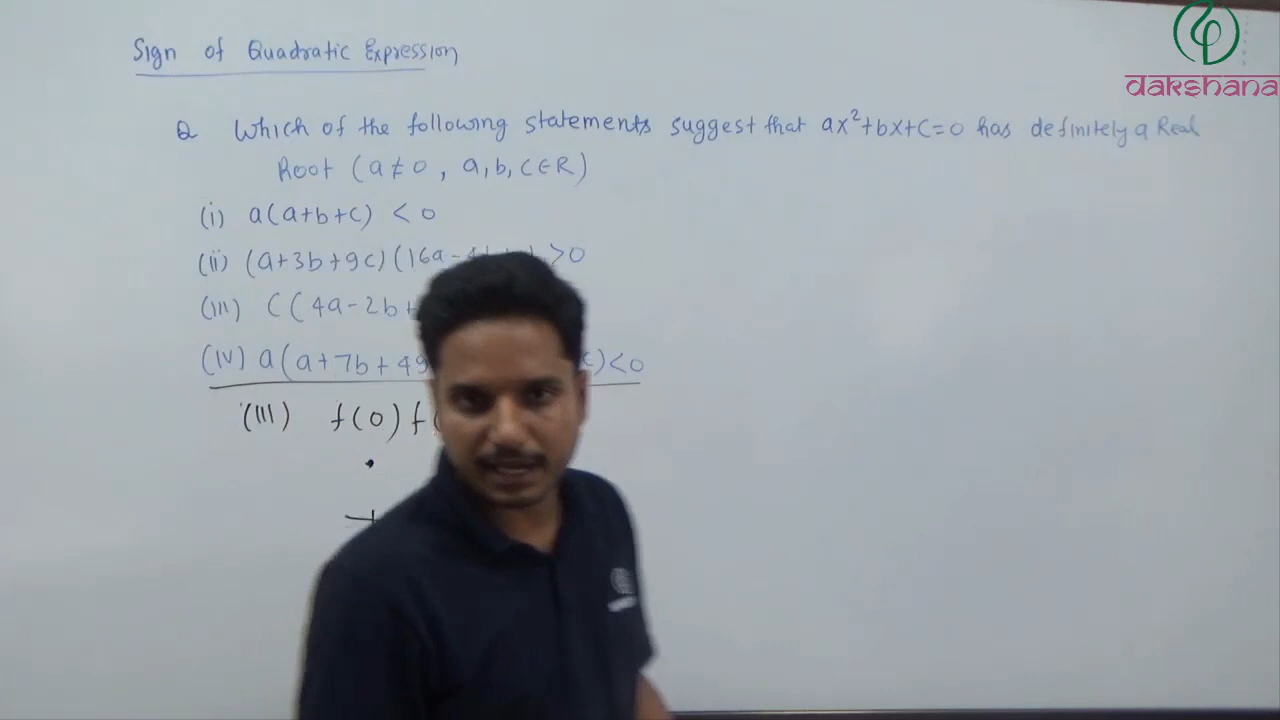 Sign of Quadratic Expression
dakshana
Q Which of the following statements suggest that ax²+bx+c=0 has definitely a Real
Root (a≠0, a,b,c∈R)
(i) a(a+b+c) < 0
(ii) (a+3b+9c)(16a- >0
(iii) c(4a-2b+
(iv) a(a+7b+49 c)<0
(iii) f(0) f(